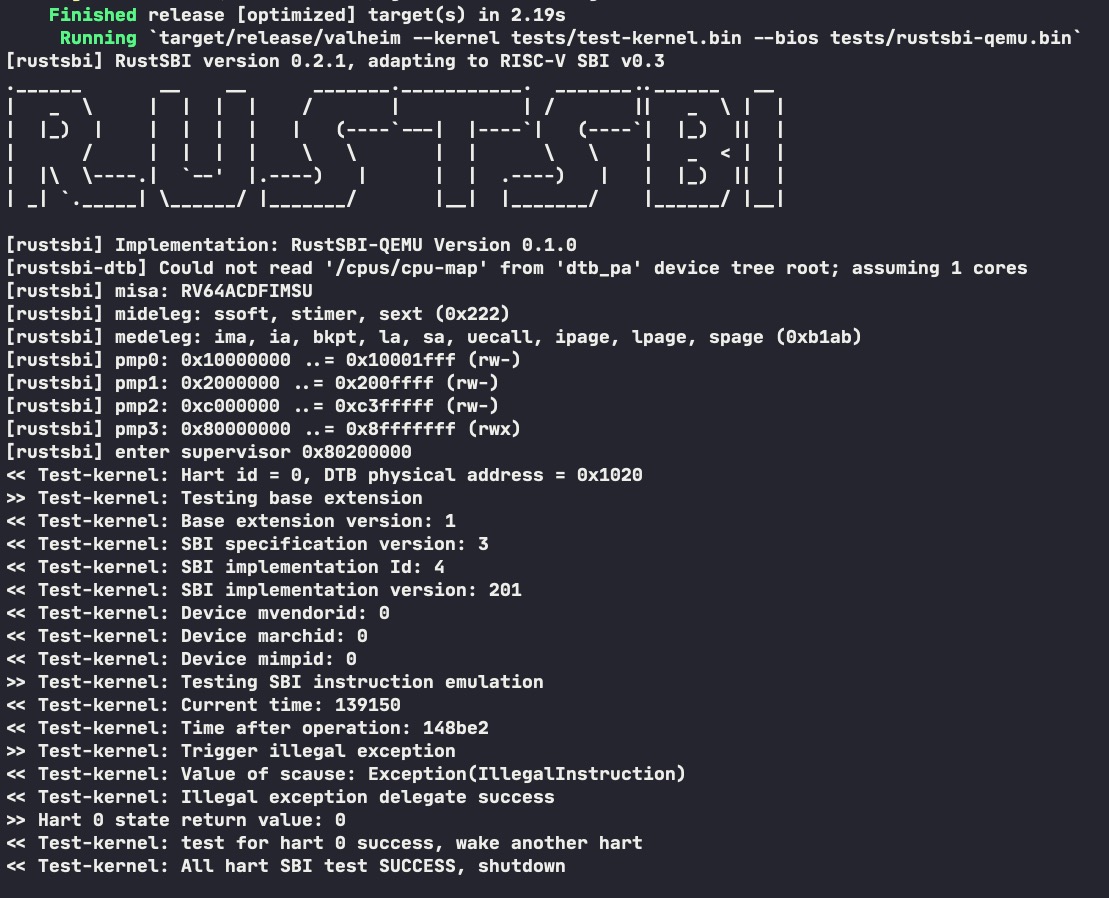 Finished release [optimized] target(s) in 2.19s
Running `target/release/valheim --kernel tests/test-kernel.bin --bios tests/rustsbi-qemu.bin`
[rustsbi] RustSBI version 0.2.1, adapting to RISC-V SBI v0.3
RUSTSBI
[rustsbi] Implementation: RustSBI-QEMU Version 0.1.0
[rustsbi-dtb] Could not read '/cpus/cpu-map' from 'dtb_pa' device tree root; assuming 1 cores
[rustsbi] misa: RV64ACDFIMSU
[rustsbi] mideleg: ssoft, stimer, sext (0x222)
[rustsbi] medeleg: ima, ia, bkpt, la, sa, uecall, ipage, lpage, spage (0xb1ab)
[rustsbi] pmp0: 0x10000000 ..= 0x10001fff (rw-)
[rustsbi] pmp1: 0x2000000 ..= 0x200ffff (rw-)
[rustsbi] pmp2: 0xc000000 ..= 0xc3fffff (rw-)
[rustsbi] pmp3: 0x80000000 ..= 0x8fffffff (rwx)
[rustsbi] enter supervisor 0x80200000
<< Test-kernel: Hart id = 0, DTB physical address = 0x1020
>> Test-kernel: Testing base extension
<< Test-kernel: Base extension version: 1
<< Test-kernel: SBI specification version: 3
<< Test-kernel: SBI implementation Id: 4
<< Test-kernel: SBI implementation version: 201
<< Test-kernel: Device mvendorid: 0
<< Test-kernel: Device marchid: 0
<< Test-kernel: Device mimpid: 0
>> Test-kernel: Testing SBI instruction emulation
<< Test-kernel: Current time: 139150
<< Test-kernel: Time after operation: 148be2
>> Test-kernel: Trigger illegal exception
<< Test-kernel: Value of scause: Exception(IllegalInstruction)
<< Test-kernel: Illegal exception delegate success
>> Hart 0 state return value: 0
<< Test-kernel: test for hart 0 success, wake another hart
<< Test-kernel: All hart SBI test SUCCESS, shutdown